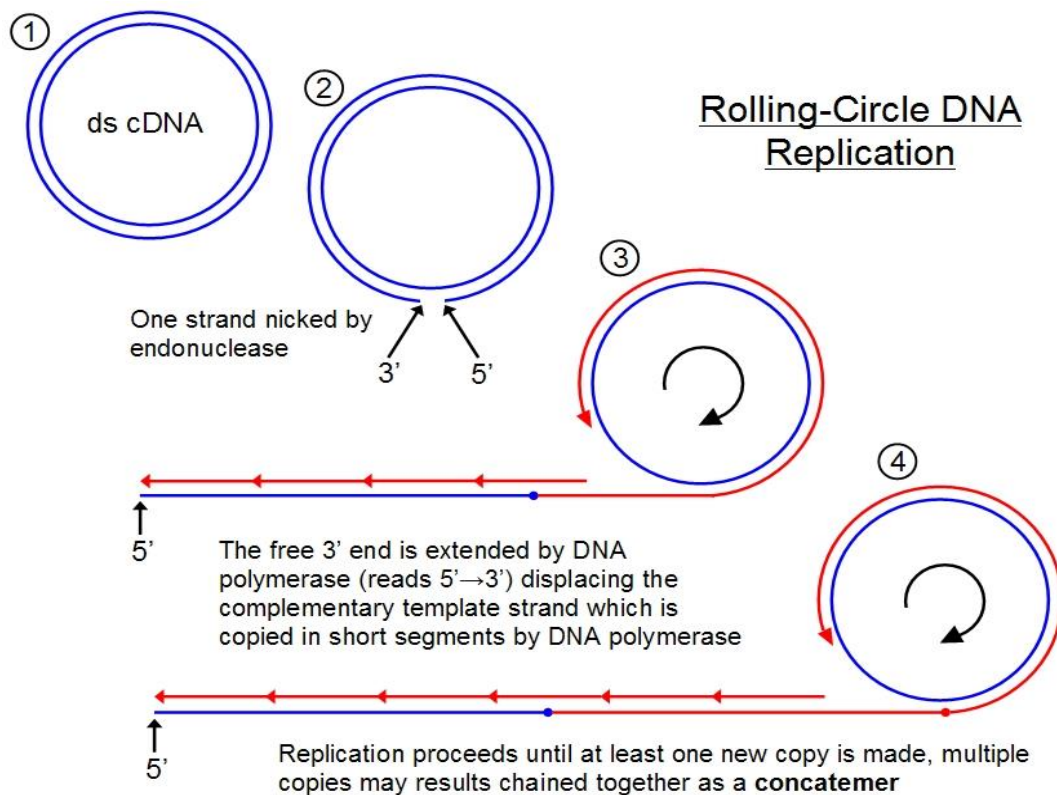 1
ds cDNA
2
Rolling-Circle DNA
Replication
One strand nicked by
endonuclease
3’
5’
3
4
5’
The free 3’ end is extended by DNA
polymerase (reads 5’→3’) displacing the
complementary template strand which is
copied in short segments by DNA polymerase
5’
Replication proceeds until at least one new copy is made, multiple
copies may results chained together as a concatemer